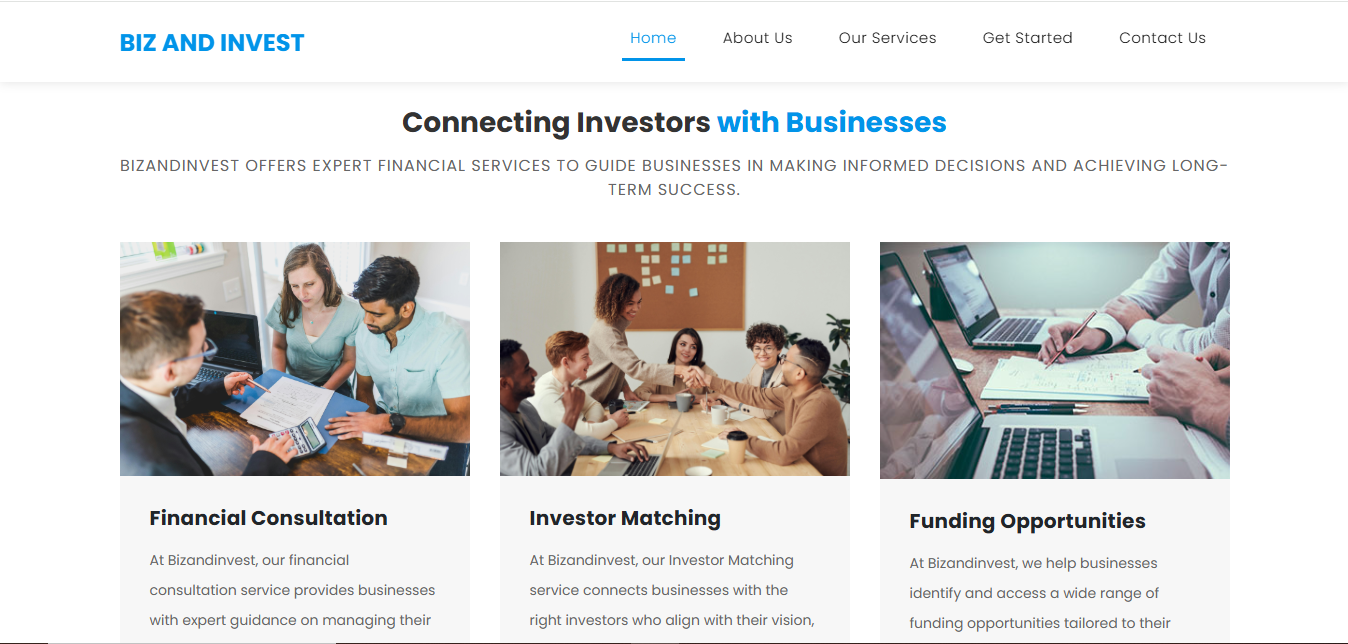 BIZ AND INVEST
Home
About Us
Our Services
Get Started
Contact Us
Connecting Investors with Businesses
BIZANDINVEST OFFERS EXPERT FINANCIAL SERVICES TO GUIDE BUSINESSES IN MAKING INFORMED DECISIONS AND ACHIEVING LONG-
TERM SUCCESS.
Financial Consultation
At Bizandinvest, our financial
consultation service provides businesses
with expert guidance on managing their
Investor Matching
At Bizandinvest, our Investor Matching
service connects businesses with the
right investors who align with their vision,
Funding Opportunities
At Bizandinvest, we help businesses
identify and access a wide range of
funding opportunities tailored to their